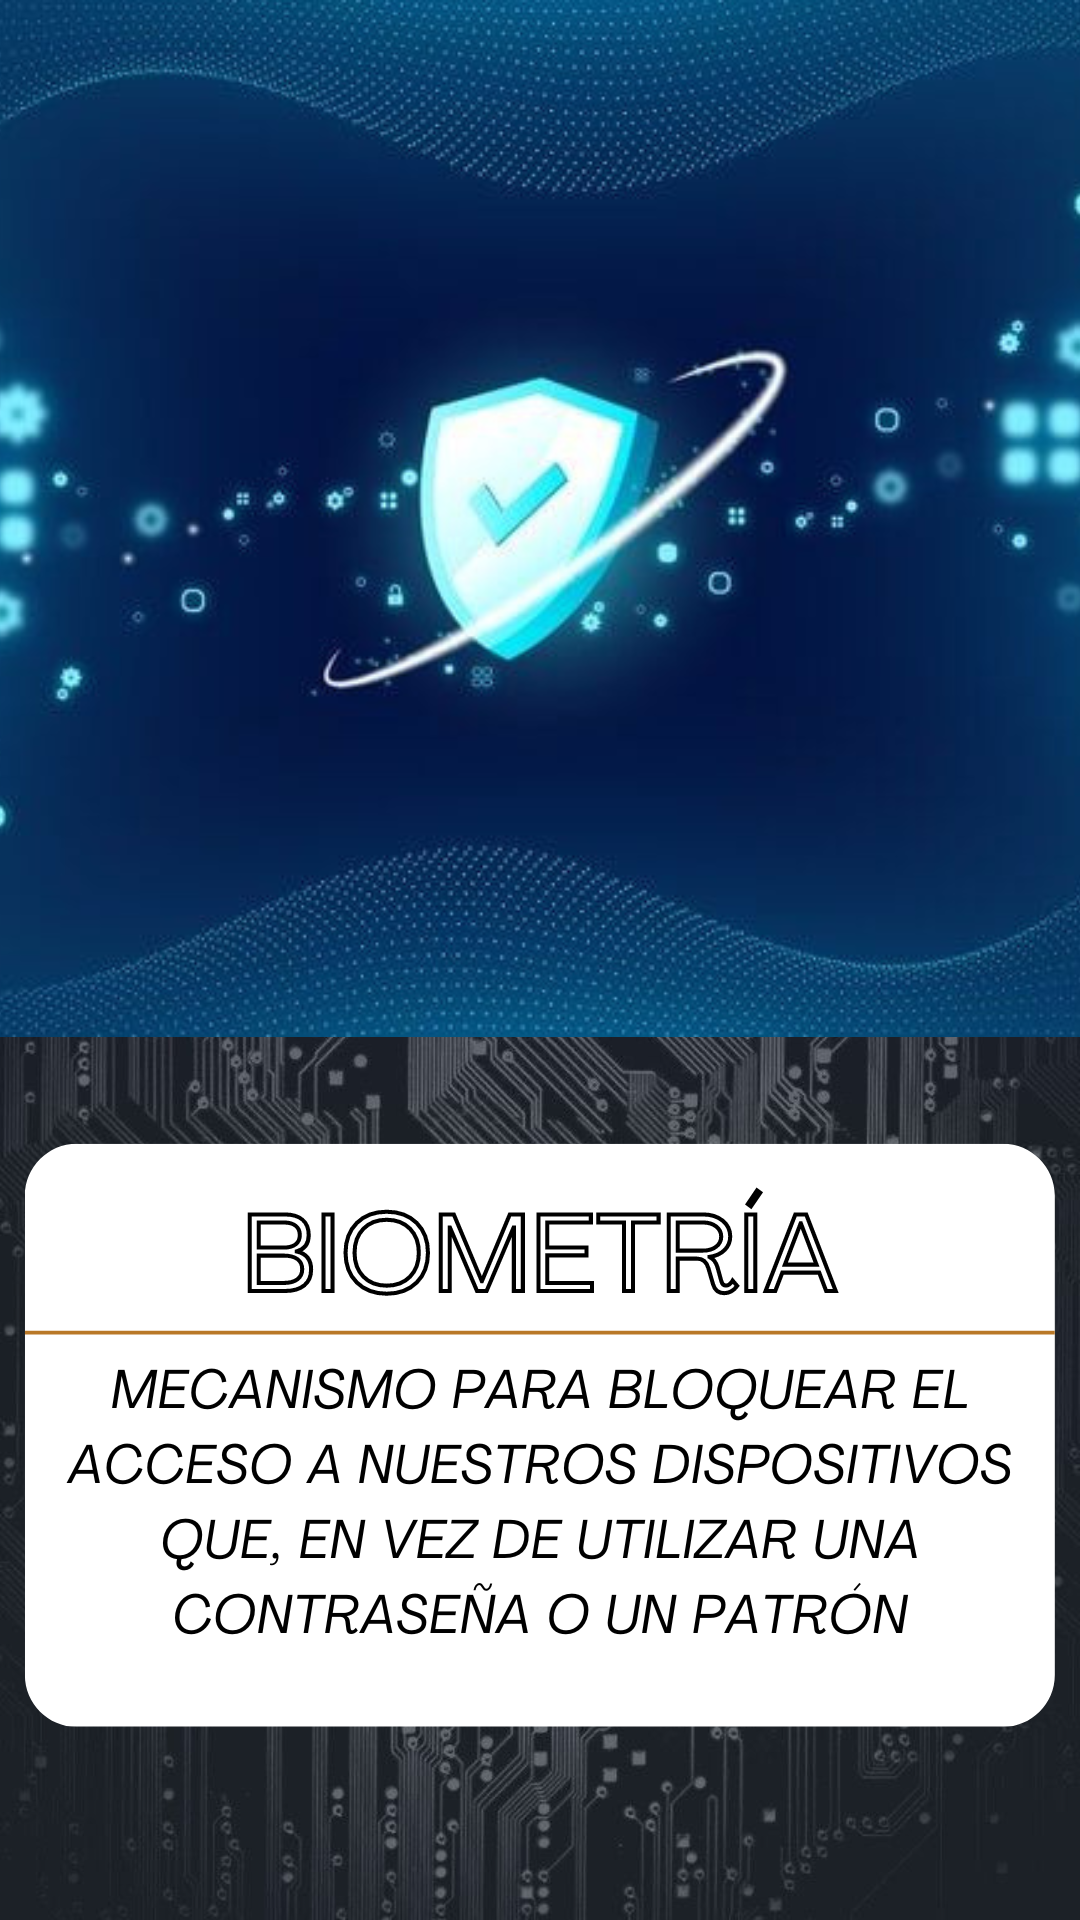 BIOMETRÍA
MECANISMO PARA BLOQUEAR EL
ACCESO A NUESTROS DISPOSITIVOS
QUE, EN VEZ DE UTILIZAR UNA
CONTRASEÑA O UN PATRÓN